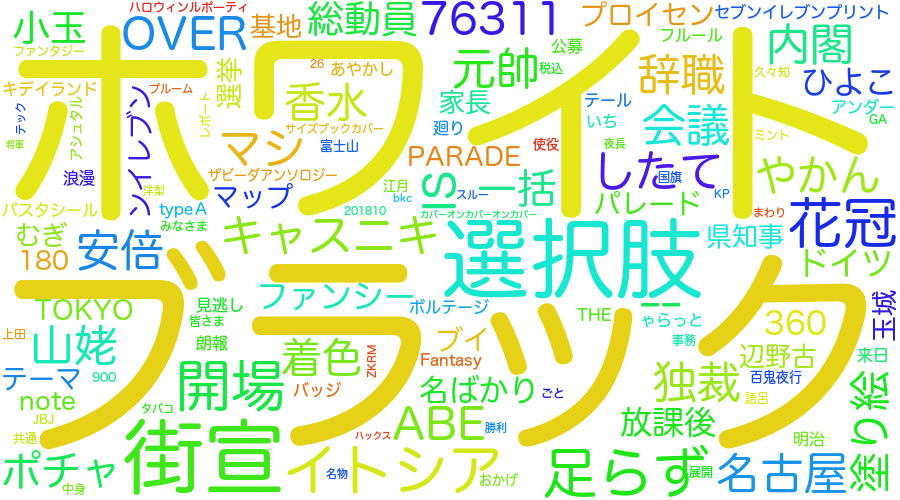 ハロウィンソルポーティ
小玉
OVER
基地
総動員
76311
プロイセン
セブンイレブンプリント
ファンタジー
フルール
公募
内閣
ホワイト
26
あやかし
元帥
税込
辞職
久々知
キデイランド
プルーム
選挙
香水
家長
テール
ひよこ
テック
アシュタル
ンイレブン
レポート
サイズブックカバー
廻り
いち
会議
アンダー
GA
将軍
マシ
富士山
使役
夜長
ミント
浪漫
ザビーダアンソロジー
PARADE
したて
国旗
やかん
洋梨
マップ
江月
bkc
IS
スルー
一括
KP
パスタシール
typeA
みなさま
201810
カバーオンカバーオンカバー
パレード
まわり
花冠
むぎ
安倍
キャスニキ
選択肢
県知事
180
ドイツ
ブラック
TOKYO
見逃し
皆さま
ファンシー
ボルテージ
THE
ーー
ゃらっと
360
玉城
上田
山姥
朗報
着色
ZKRM
ブイ
Fantasy
事務
辺野古
来日
テーマ
900
開場
バッジ
名ばかり
ごと
独裁
百鬼夜行
note
JBJ
タバコ
ABE
放課後
語呂
塗り絵
共通
街宣
ハックス
勝利
明治
ポチャ
中身
イトシア
名物
おかげ
足らず
展開
名古屋